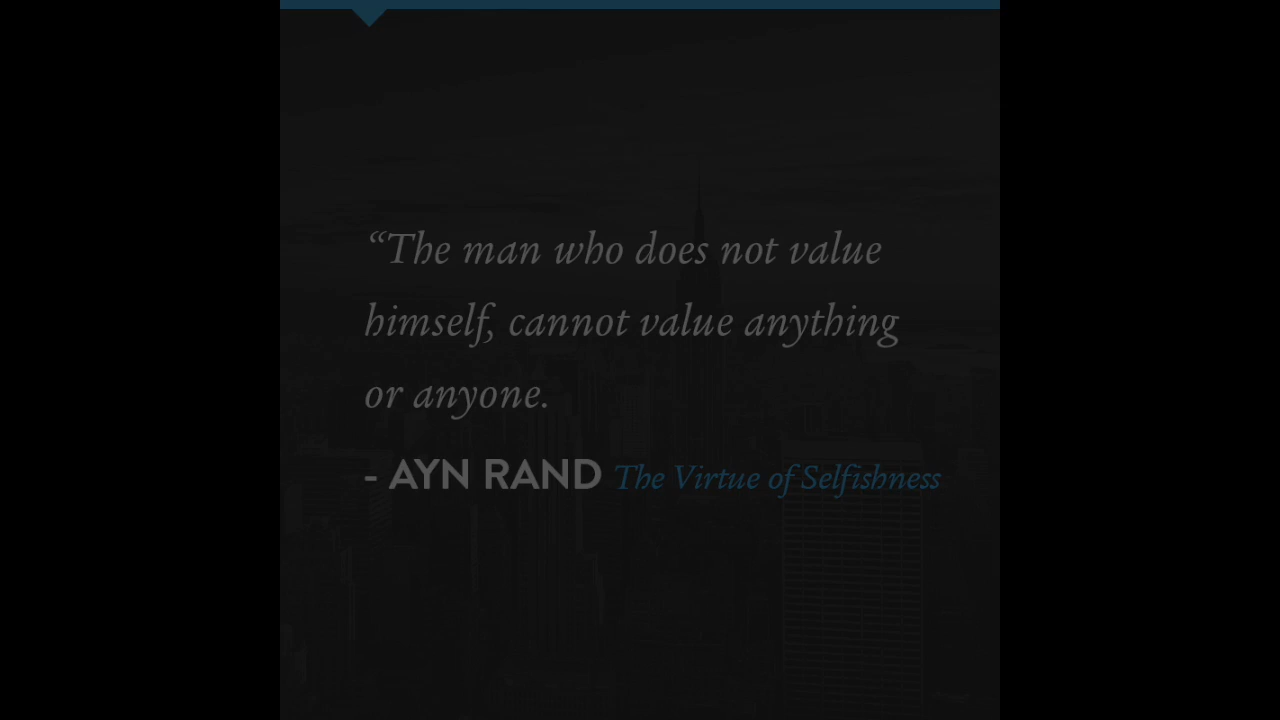 “The man who does not value
himself, cannot value anything
or anyone.
- AYN RAND The Virtue of Selfishness